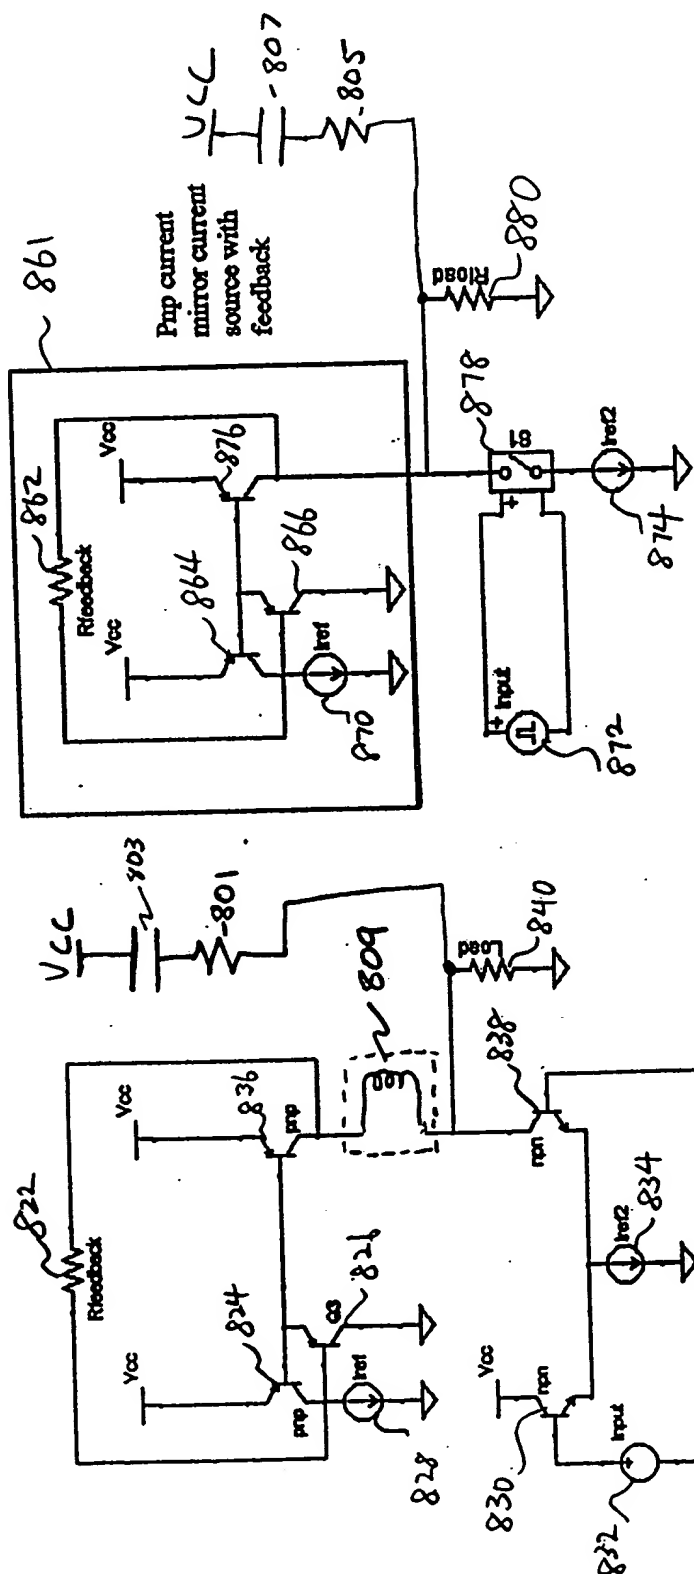 861
VCC
807
805
Pnp current
mirror current
source with
feedback
862
Rfeedback
Vcc
Vcc
876
864
866
Iref
870
Rload
880
878
S1
Iref2
874
+
+
Input
872
VCC
803
801
822
Rfeedback
Vcc
Vcc
836
pnp
824
Q3
826
pnp
Iref
828
809
Load
840
838
npn
Iref2
834
Vcc
npn
830
Input
+
832